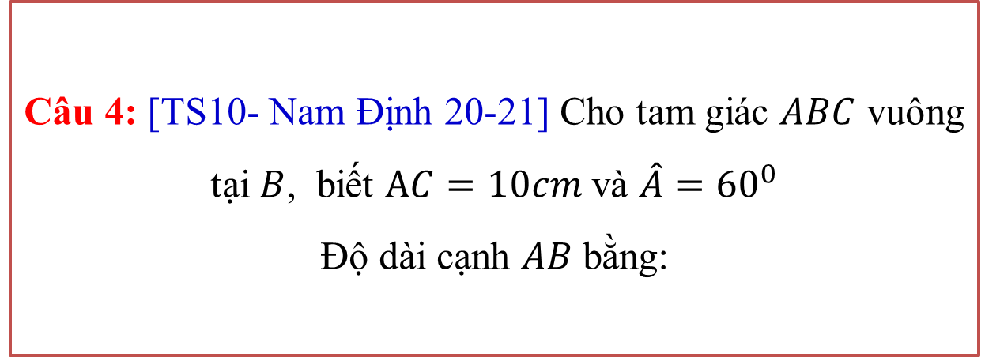 Câu 4: [TS10- Nam Định 20-21] Cho tam giác ABC vuông
tại B, biết AC = 10cm và Â = 60⁰
Độ dài cạnh AB bằng: